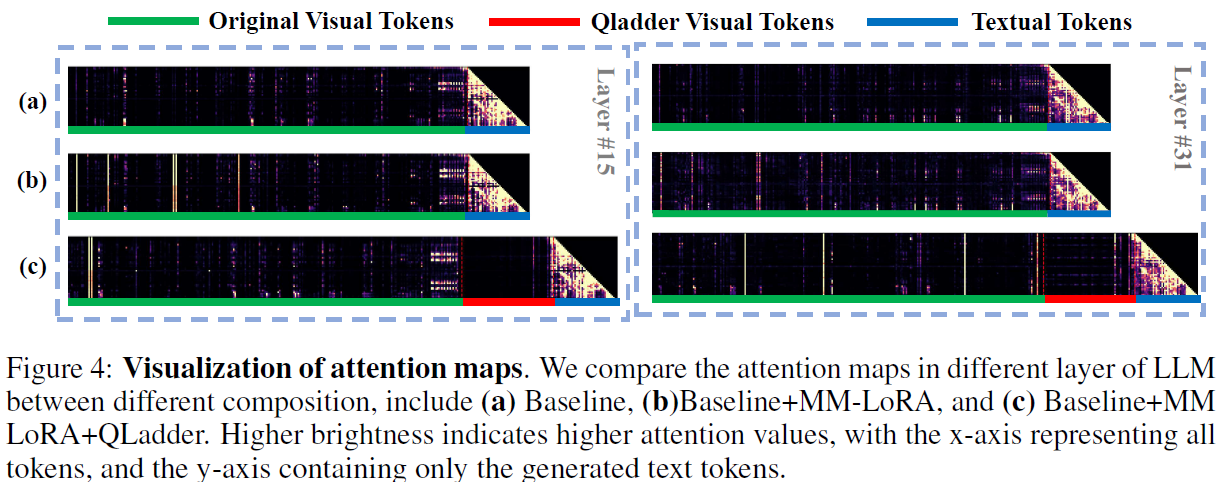 Original Visual Tokens Qladder Visual Tokens Textual Tokens
(a)
Layer #15
Layer #31
(b)
(c)
Figure 4: Visualization of attention maps. We compare the attention maps in different layer of LLM
between different composition, include (a) Baseline, (b)Baseline+MM-LoRA, and (c) Baseline+MM
LoRA+QLadder. Higher brightness indicates higher attention values, with the x-axis representing all
tokens, and the y-axis containing only the generated text tokens.